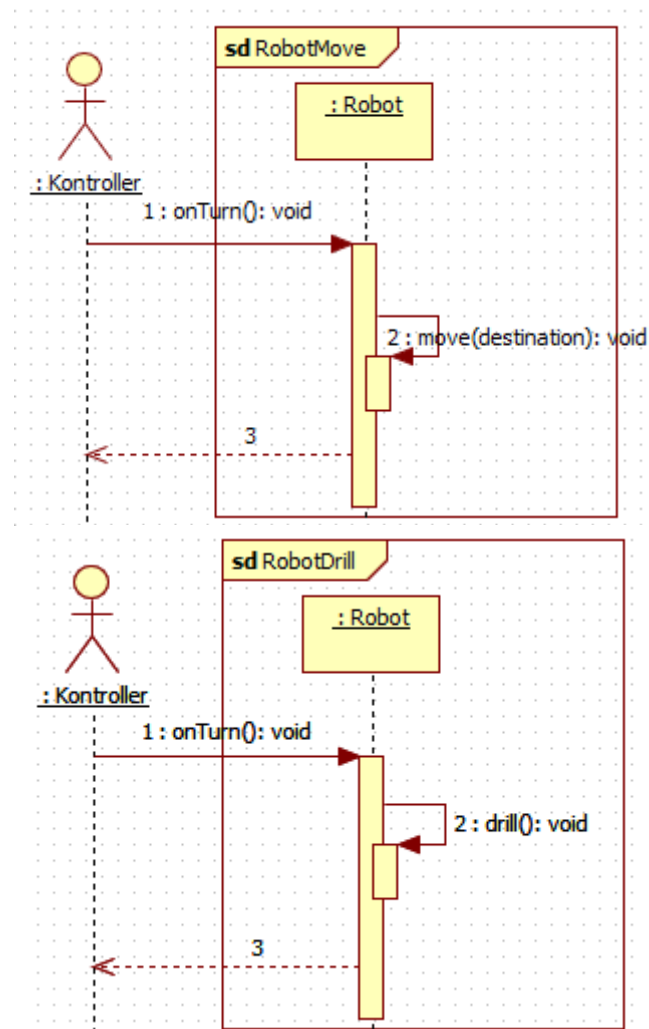 sd RobotMove
: Robot
: Kontroller
1 : onTurn(): void
2 : move(destination): void
3
sd RobotDrill
: Robot
: Kontroller
1 : onTurn(): void
2 : drill(): void
3